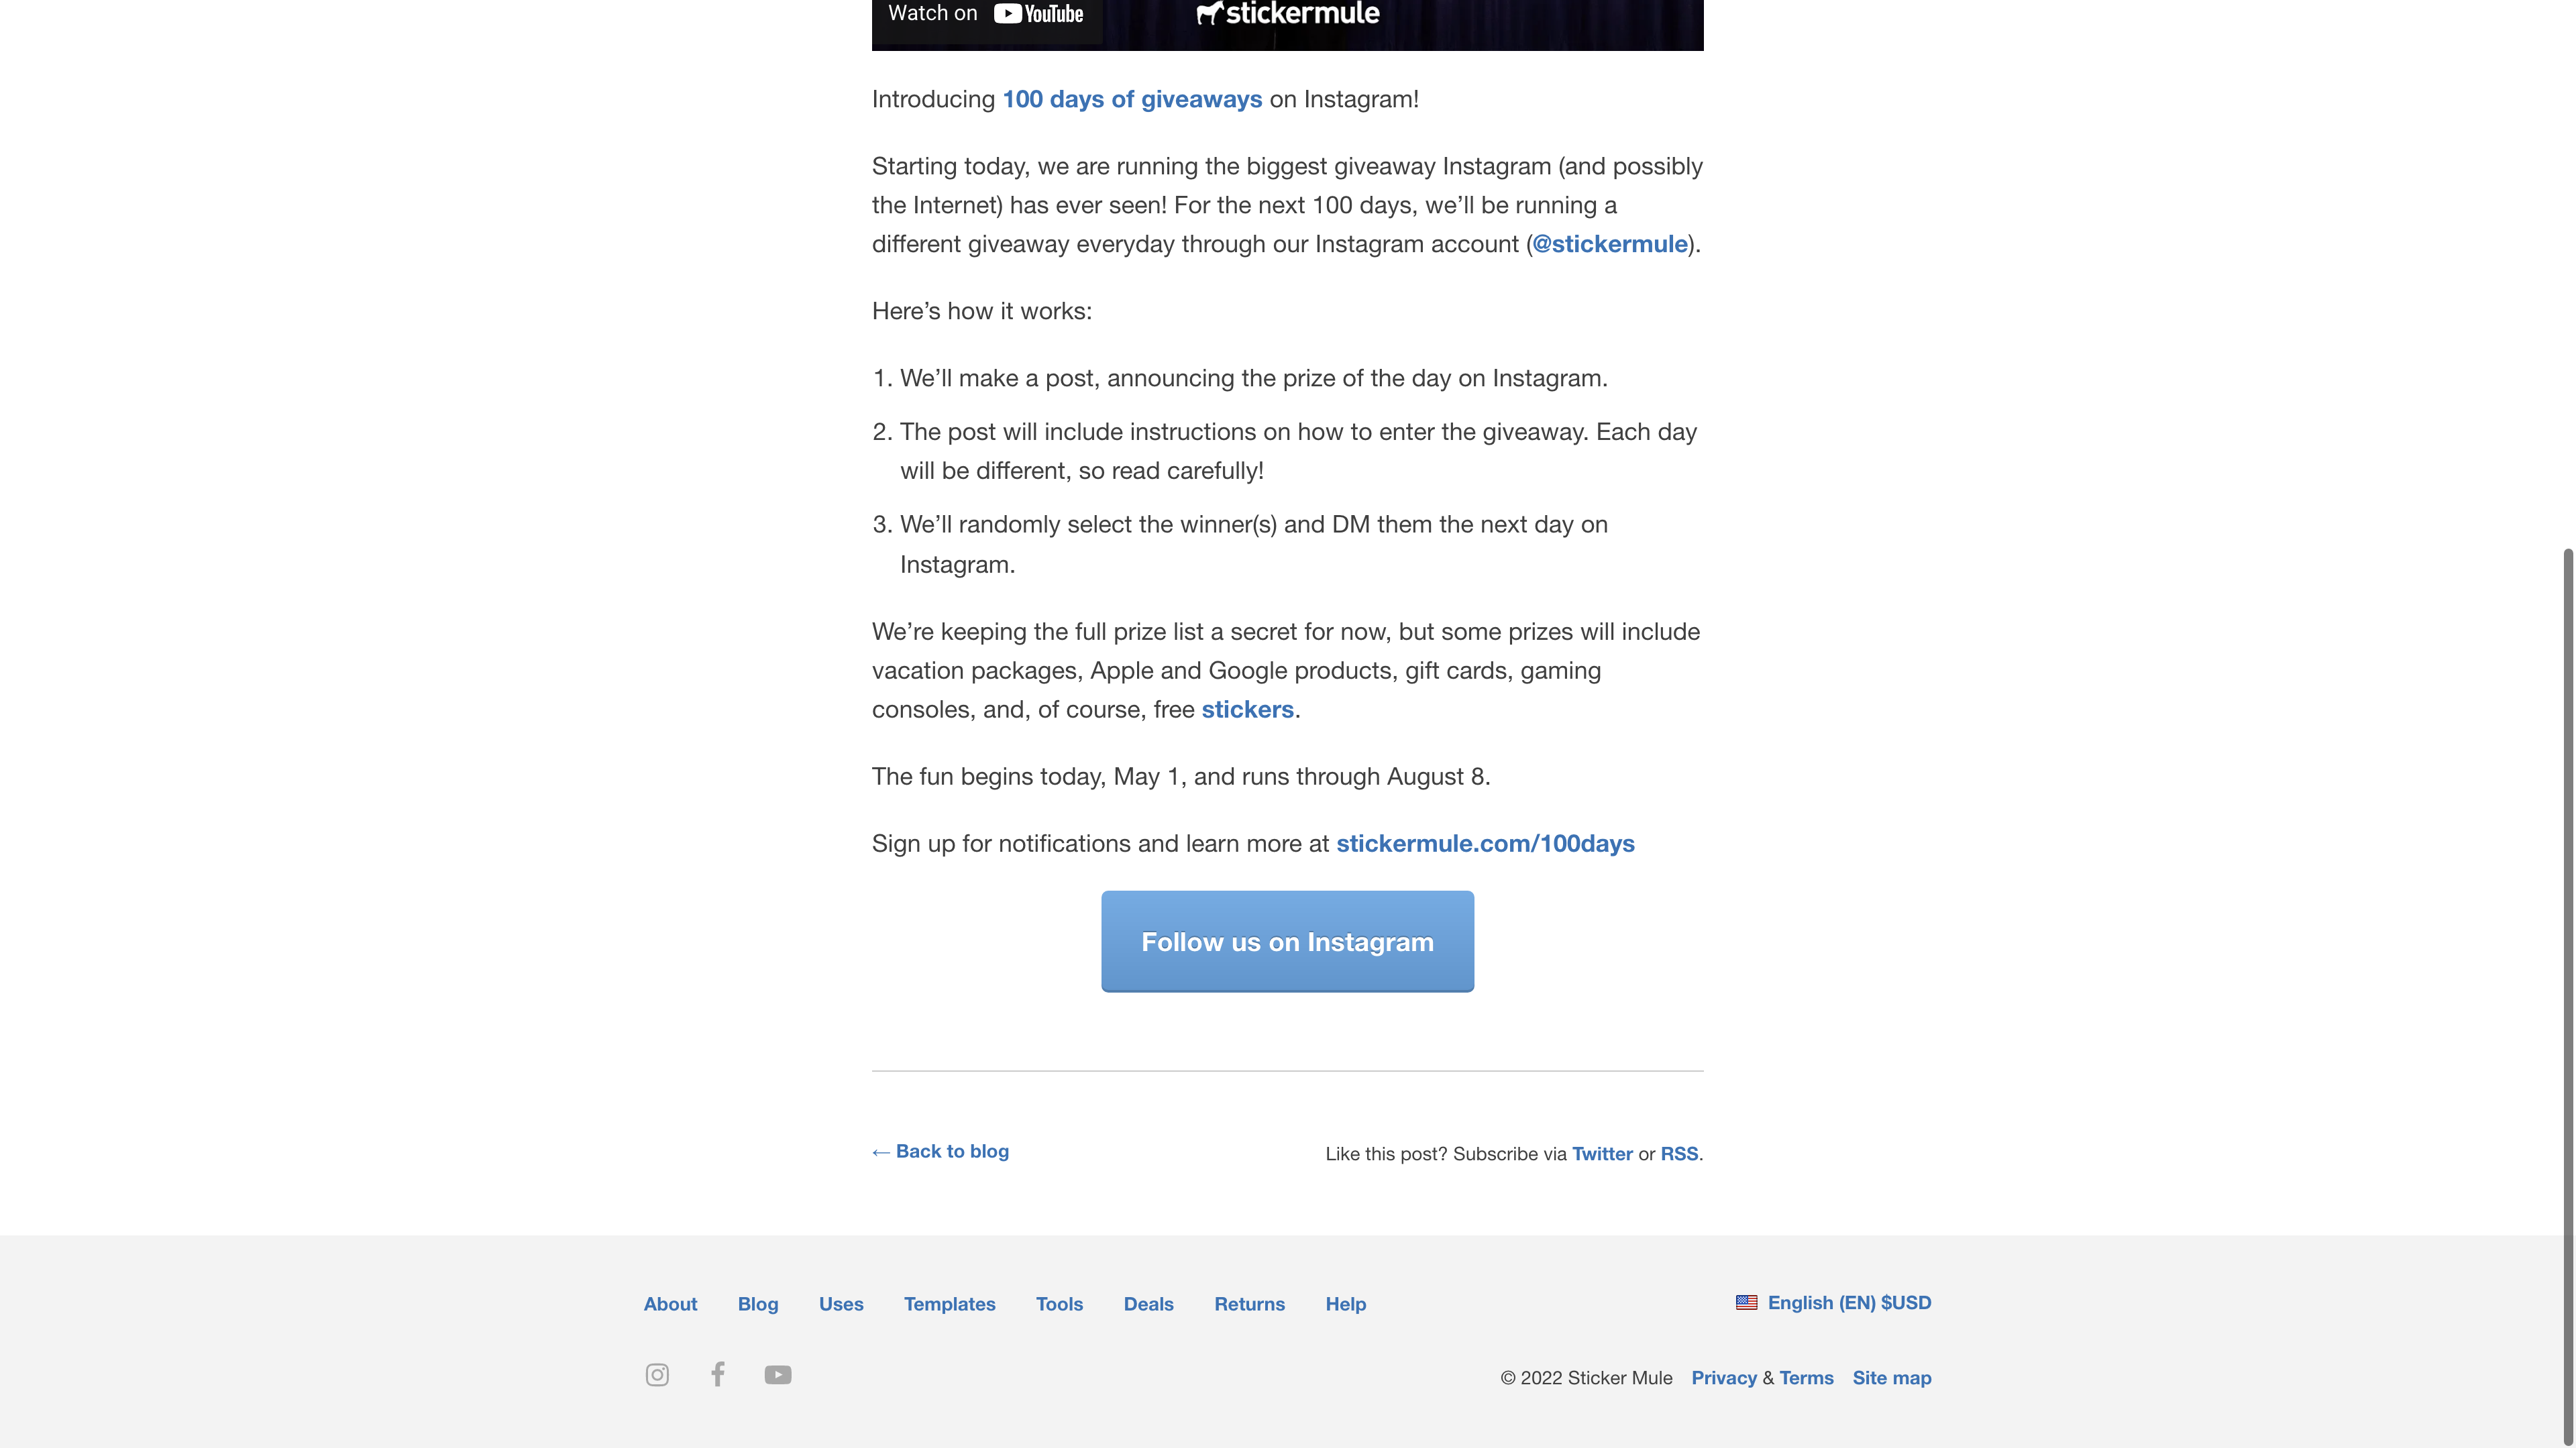 Watch on YouTube
stickermule
Introducing 100 days of giveaways on Instagram!
Starting today, we are running the biggest giveaway Instagram (and possibly
the Internet) has ever seen! For the next 100 days, we’ll be running a
different giveaway everyday through our Instagram account (@stickermule).
Here’s how it works:
1. We’ll make a post, announcing the prize of the day on Instagram.
2. The post will include instructions on how to enter the giveaway. Each day
will be different, so read carefully!
3. We’ll randomly select the winner(s) and DM them the next day on
Instagram.
We’re keeping the full prize list a secret for now, but some prizes will include
vacation packages, Apple and Google products, gift cards, gaming
consoles, and, of course, free stickers.
The fun begins today, May 1, and runs through August 8.
Sign up for notifications and learn more at stickermule.com/100days
Follow us on Instagram
← Back to blog
Like this post? Subscribe via Twitter or RSS.
About Blog Uses Templates Tools Deals Returns Help
English (EN) $USD
© 2022 Sticker Mule Privacy & Terms Site map